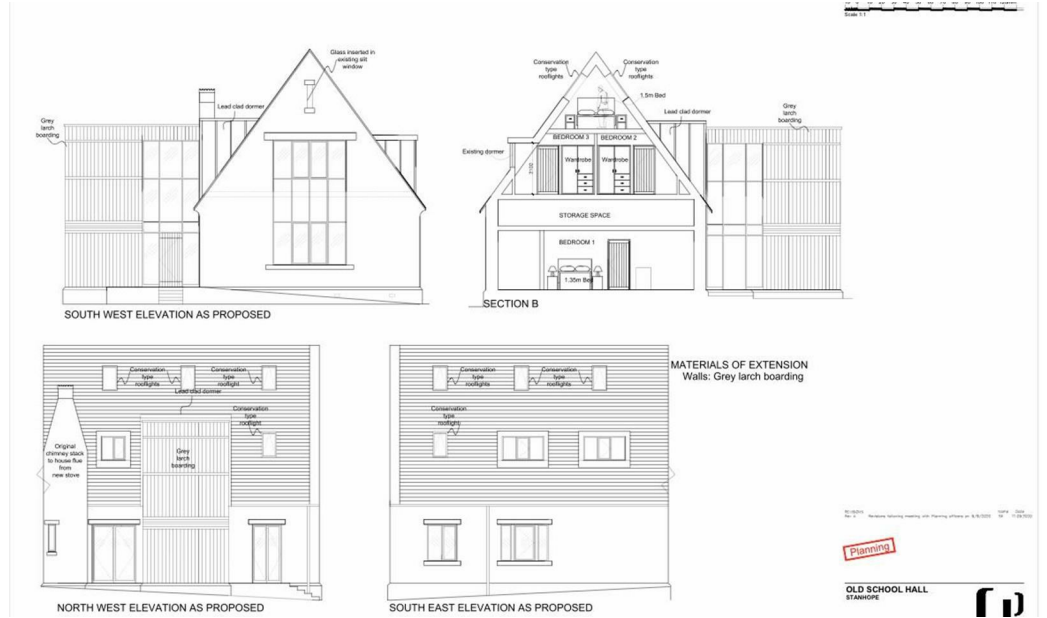 Scale 1:1
Glass inserted in
existing slit
window
Lead clad dormer
Grey
larch
boarding
SOUTH WEST ELEVATION AS PROPOSED
Conservation
type
rooflights
Conservation
type
rooflights
1.5m Bed
Lead clad dormer
Grey
larch
boarding
Existing dormer
BEDROOM 3
BEDROOM 2
Wardrobe
Wardrobe
STORAGE SPACE
BEDROOM 1
1.35m Bed
SECTION B
Conservation
type
rooflights
Conservation
type
rooflight
Lead clad dormer
Conservation
type
rooflight
Original
chimney stack
to house flue
from
new stove
Grey
larch
boarding
NORTH WEST ELEVATION AS PROPOSED
Conservation
type
rooflights
Conservation
type
rooflights
Conservation
type
rooflight
SOUTH EAST ELEVATION AS PROPOSED
MATERIALS OF EXTENSION
Walls: Grey larch boarding
Planning
OLD SCHOOL HALL
STANHOPE